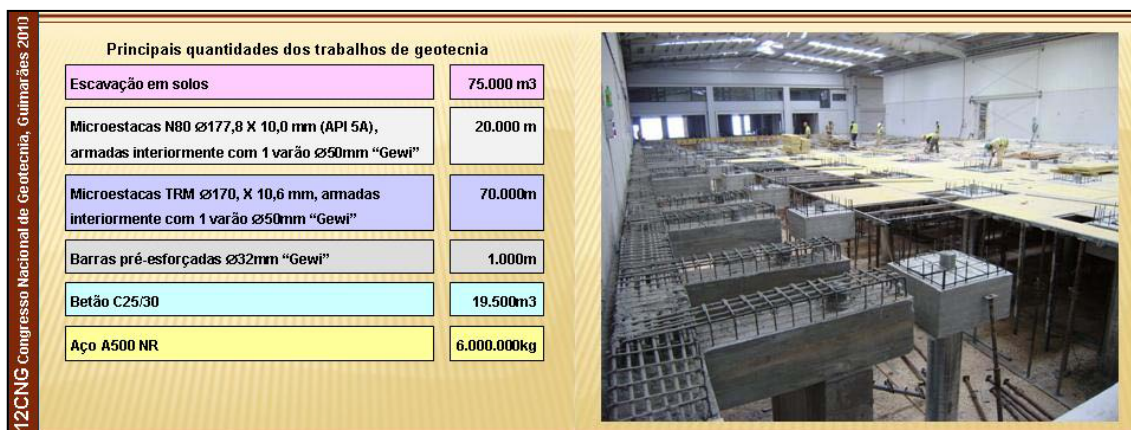 12CNG Congresso Nacional de Geotecnia, Guimarães 2010
Principais quantidades dos trabalhos de geotecnia
Escavação em solos 75.000 m3
Microestacas N80 Ø177,8 X 10,0 mm (API 5A), 20.000 m
armadas interiormente com 1 varão Ø50mm “Gewi”
Microestacas TRM Ø170, X 10,6 mm, armadas 70.000m
interiormente com 1 varão Ø50mm “Gewi”
Barras pré-esforçadas Ø32mm “Gewi” 1.000m
Betão C25/30 19.500m3
Aço A500 NR 6.000.000kg